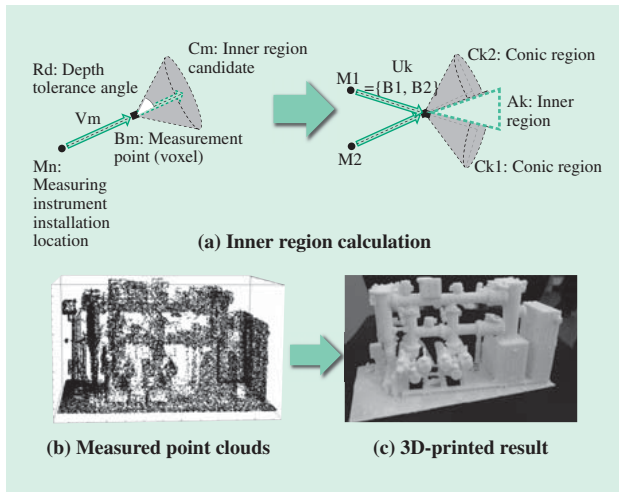 Rd: Depth
tolerance angle
Cm: Inner region
candidate
Vm
Bm: Measurement
point (voxel)
Mn:
Measuring
instrument
installation
location
M1
Uk
={B1, B2}
M2
Ck2: Conic region
Ak: Inner
region
Ck1: Conic region
(a) Inner region calculation
(b) Measured point clouds
(c) 3D-printed result